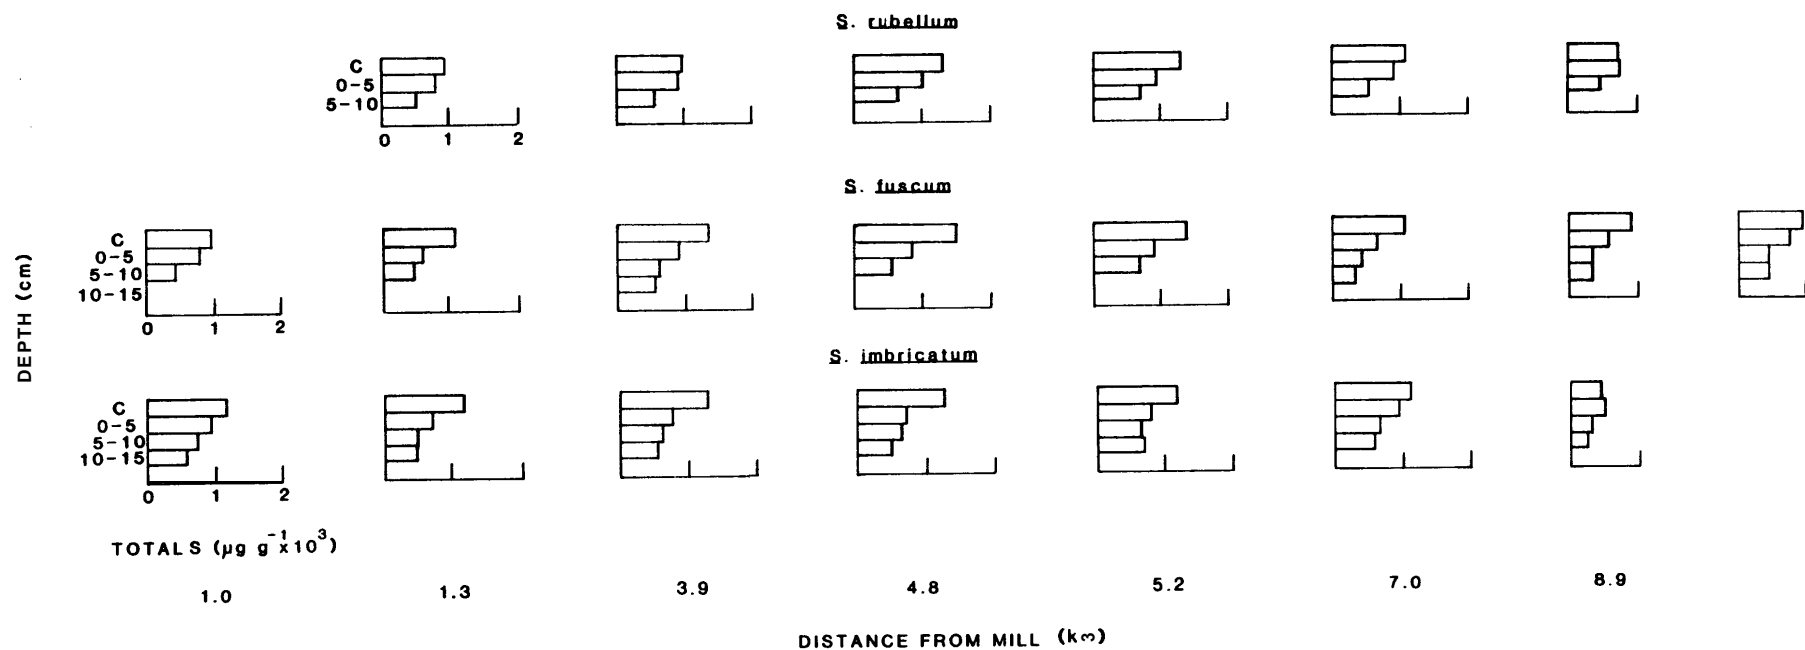 S. rubellum
C
0-5
5-10
0 1 2
S. fuscum
C
0-5
5-10
10-15
0 1 2
DEPTH (cm)
S. imbricatum
C
0-5
5-10
10-15
0 1 2
TOTALS (µg g⁻¹x10³)
1.0 1.3 3.9 4.8 5.2 7.0 8.9
DISTANCE FROM MILL (km)